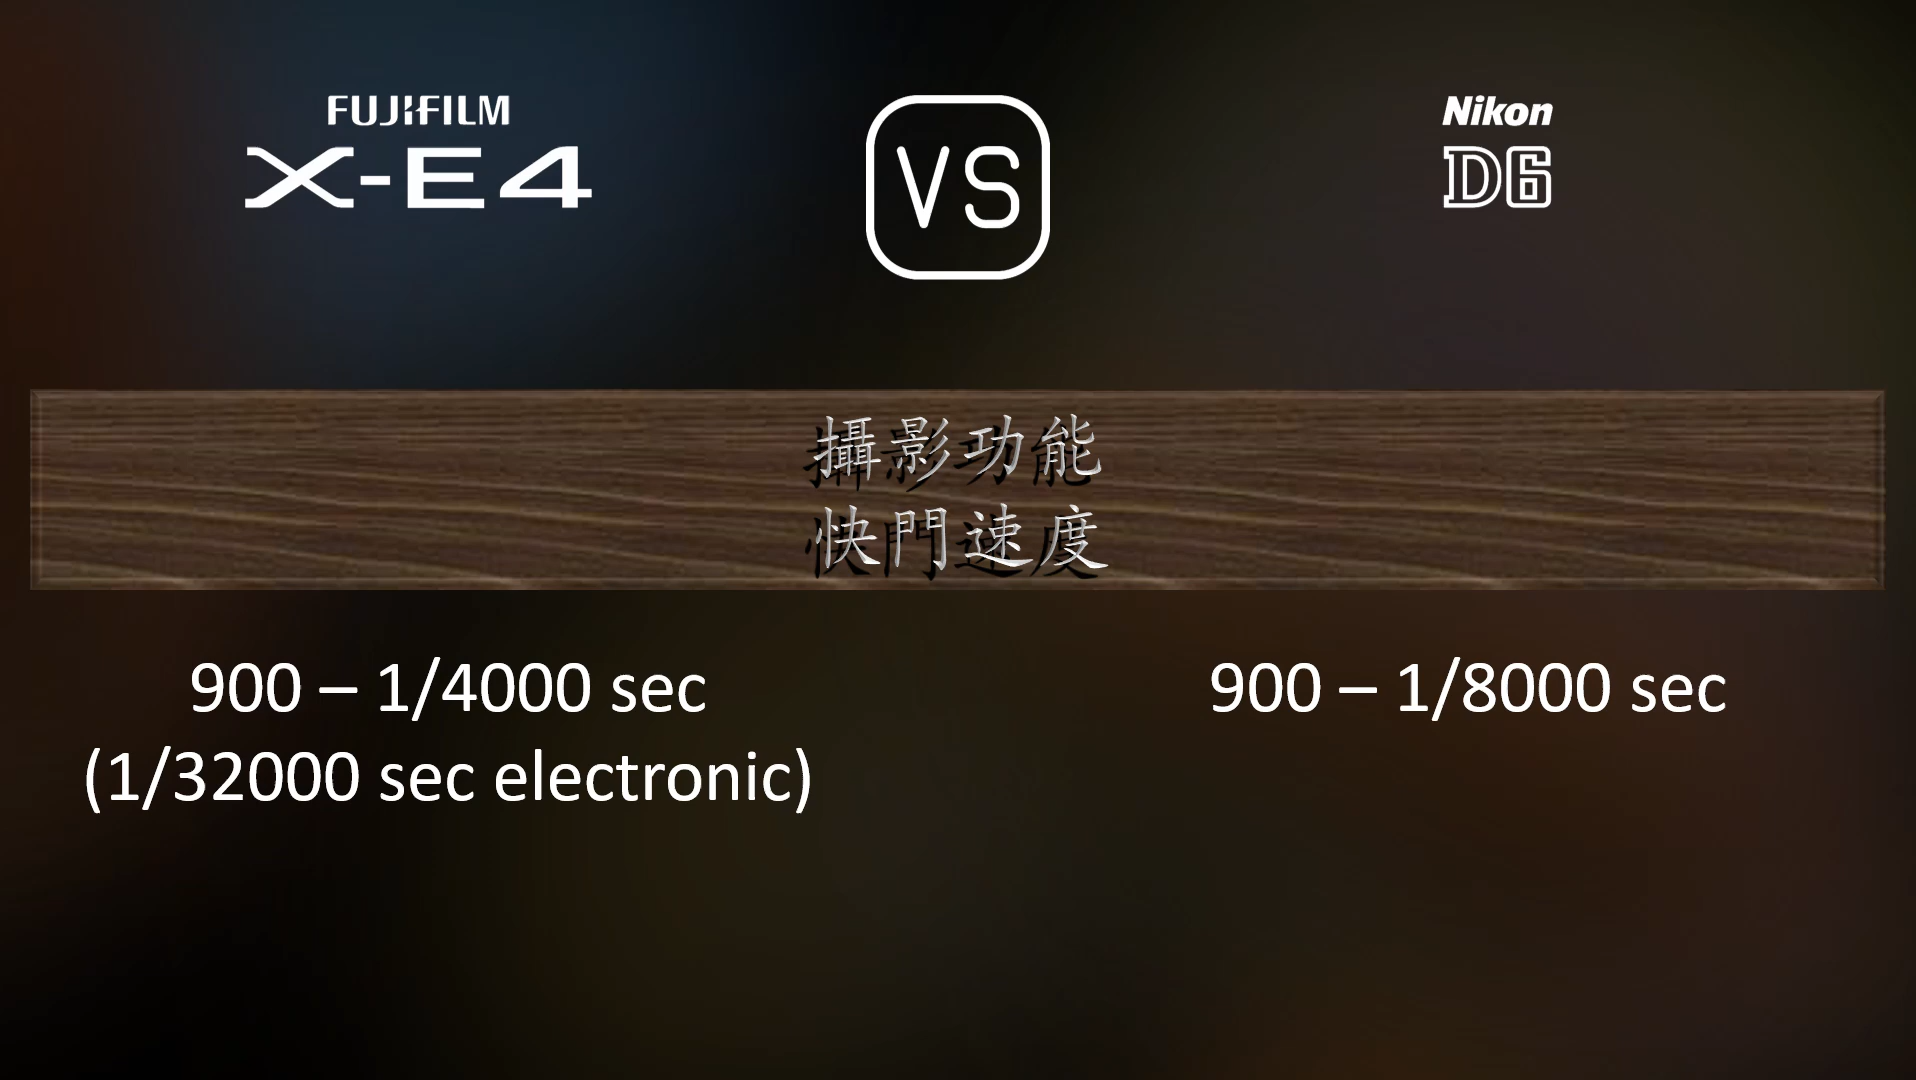 FUJIFILM
X-E4
VS
Nikon
D6
攝影功能
快門速度
900 – 1/4000 sec
(1/32000 sec electronic)
900 – 1/8000 sec